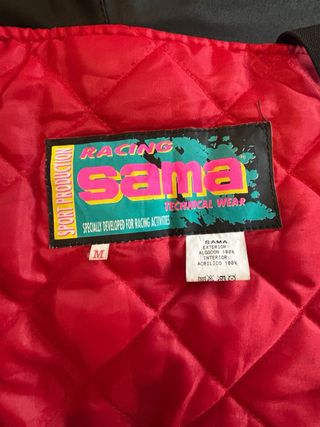 SPORT PRODUCTION
RACING
sama
TECHNICAL WEAR
SPECIALLY DEVELOPED FOR RACING ACTIVITIES
M
SAMA
EXTERIOR:
ALGODON 100%
INTERIOR:
ACRILICO 100%